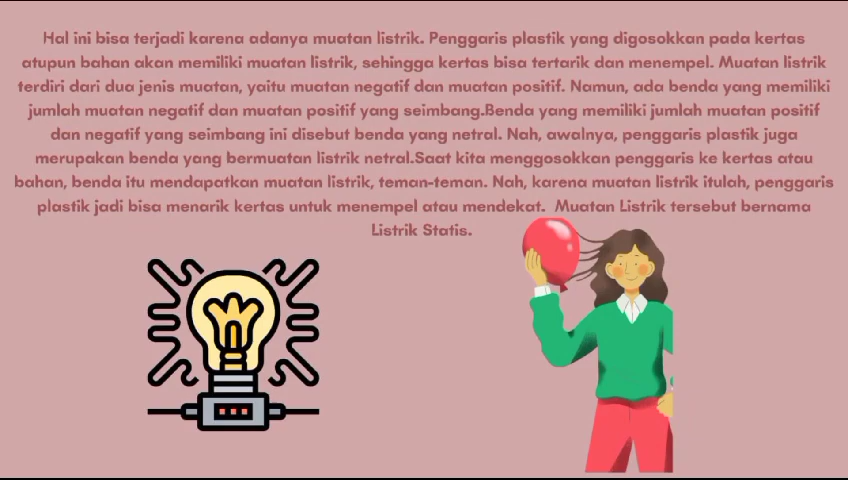 Hal ini bisa terjadi karena adanya muatan listrik. Penggaris plastik yang digosokkan pada kertas
atupun bahan akan memiliki muatan listrik, sehingga kertas bisa tertarik dan menempel. Muatan listrik
terdiri dari dua jenis muatan, yaitu muatan negatif dan muatan positif. Namun, ada benda yang memiliki
jumlah muatan negatif dan muatan positif yang seimbang.Benda yang memiliki jumlah muatan positif
dan negatif yang seimbang ini disebut benda yang netral. Nah, awalnya, penggaris plastik juga
merupakan benda yang bermuatan listrik netral.Saat kita menggosokkan penggaris ke kertas atau
bahan, benda itu mendapatkan muatan listrik, teman-teman. Nah, karena muatan listrik itulah, penggaris
plastik jadi bisa menarik kertas untuk menempel atau mendekat. Muatan Listrik tersebut bernama
Listrik Statis.